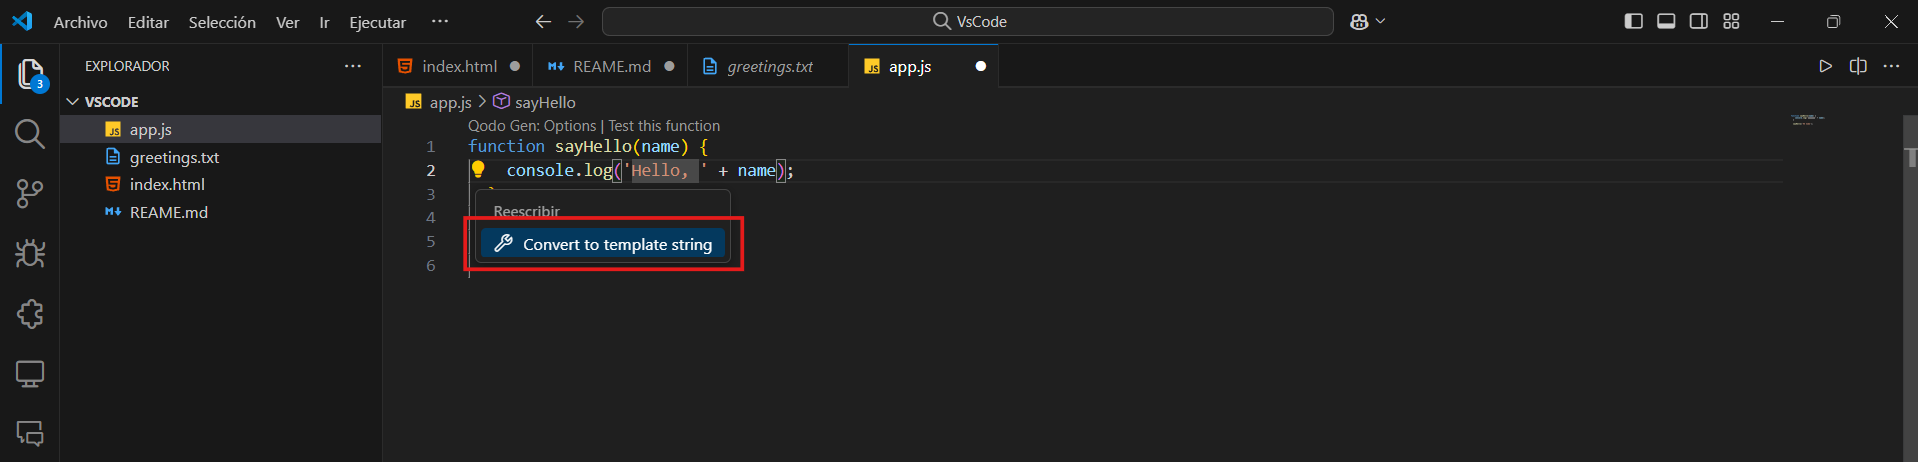 Archivo Editar Selección Ver Ir Ejecutar ··· VsCode
EXPLORADOR ···
3
VSCODE
app.js
greetings.txt
index.html
REAME.md
index.html REAME.md greetings.txt JS app.js
JS app.js > sayHello
Qodo Gen: Options | Test this function
1 function sayHello(name) {
2 console.log('Hello, ' + name);
3 }
4
5
6
Reescribir
Convert to template string